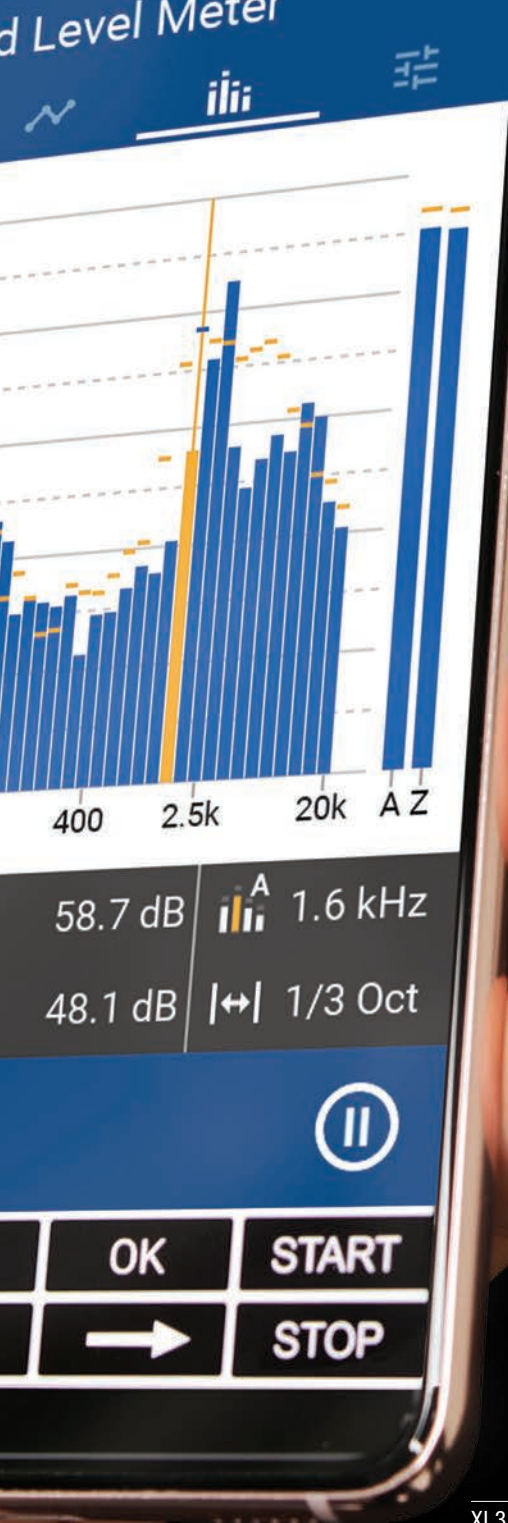 d Level Meter
400 2.5k 20k A Z
58.7 dB A 1.6 kHz
48.1 dB 1/3 Oct
OK START
STOP
XL3